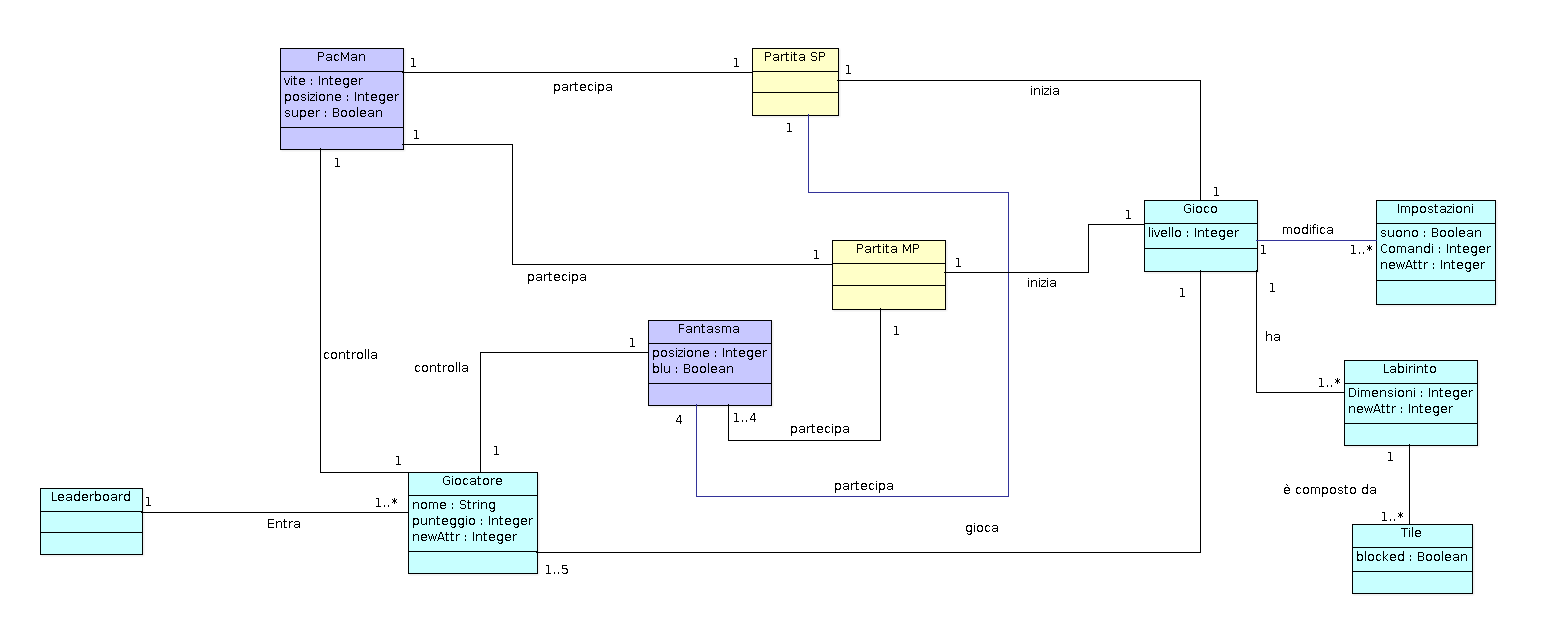 PacMan
vite : Integer
posizione : Integer
super : Boolean
1
1
partecipa
Partita SP
1
inizia
1
1
1
1
partecipa
1
Partita MP
1
inizia
1
1
Gioco
livello : Integer
1
modifica
1..*
Impostazioni
suono : Boolean
Comandi : Integer
newAttr : Integer
1
1
ha
1..*
Labirinto
Dimensioni : Integer
newAttr : Integer
1
è composto da
1..*
Tile
blocked : Boolean
controlla
controlla
1
Fantasma
posizione : Integer
blu : Boolean
4
1..4
partecipa
partecipa
1
1
Leaderboard
1
Entra
1..*
Giocatore
nome : String
punteggio : Integer
newAttr : Integer
1..5
gioca